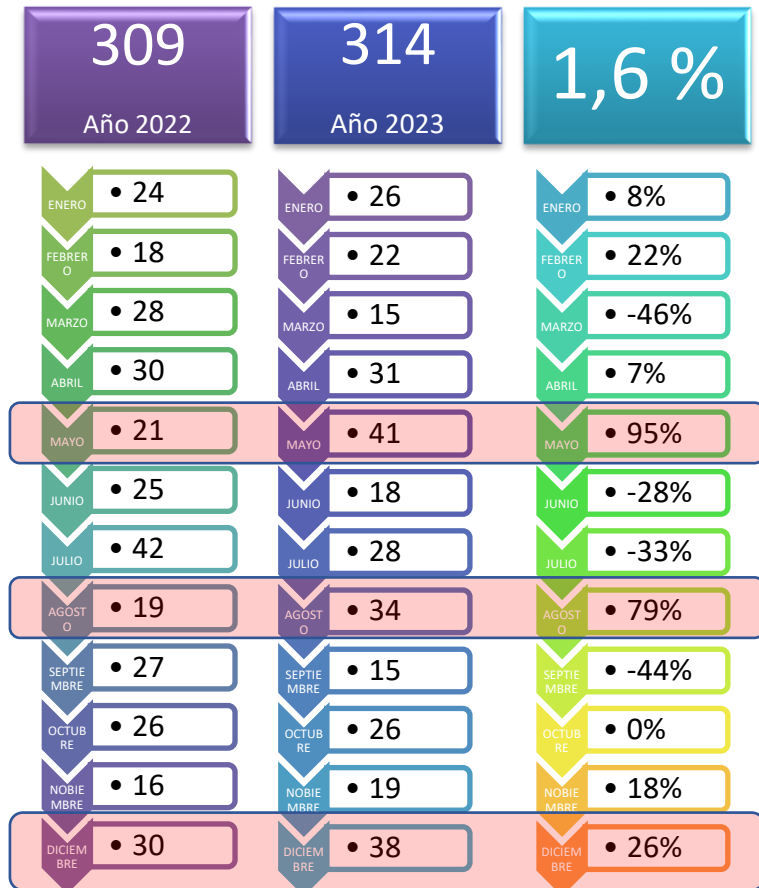 309
Año 2022
314
Año 2023
1,6 %
ENERO
• 24
FEBRER
O
• 18
MARZO
• 28
ABRIL
• 30
MAYO
• 21
JUNIO
• 25
JULIO
• 42
AGOST
O
• 19
SEPTIE
MBRE
• 27
OCTUB
RE
• 26
NOBIE
MBRE
• 16
DICIEM
BRE
• 30
ENERO
• 26
FEBRER
O
• 22
MARZO
• 15
ABRIL
• 31
MAYO
• 41
JUNIO
• 18
JULIO
• 28
AGOST
O
• 34
SEPTIE
MBRE
• 15
OCTUB
RE
• 26
NOBIE
MBRE
• 19
DICIEM
BRE
• 38
ENERO
• 8%
FEBRER
O
• 22%
MARZO
• -46%
ABRIL
• 7%
MAYO
• 95%
JUNIO
• -28%
JULIO
• -33%
AGOST
O
• 79%
SEPTIE
MBRE
• -44%
OCTUB
RE
• 0%
NOBIE
MBRE
• 18%
DICIEM
BRE
• 26%